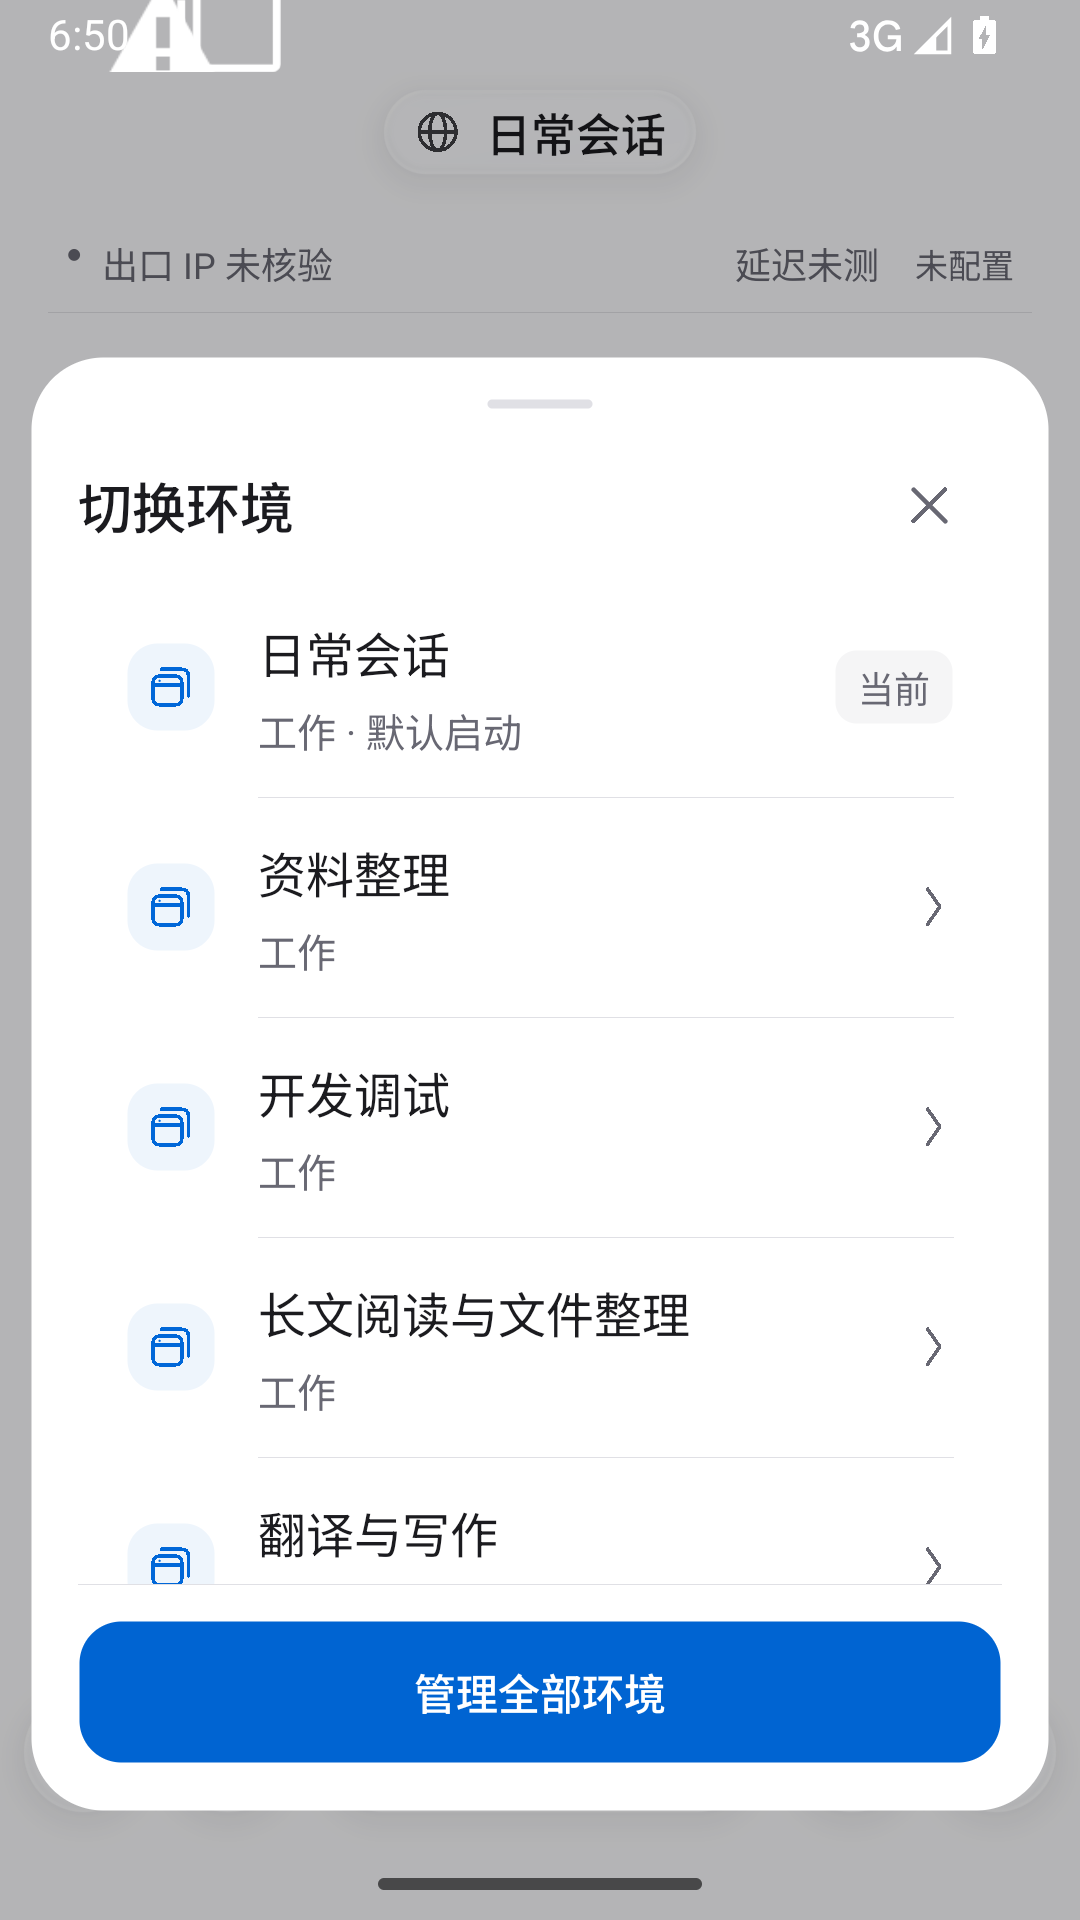 6:50
3G
日常会话
出口 IP 未核验
延迟未测 未配置
切换环境
日常会话
工作 · 默认启动
当前
资料整理
工作
开发调试
工作
长文阅读与文件整理
工作
翻译与写作
管理全部环境